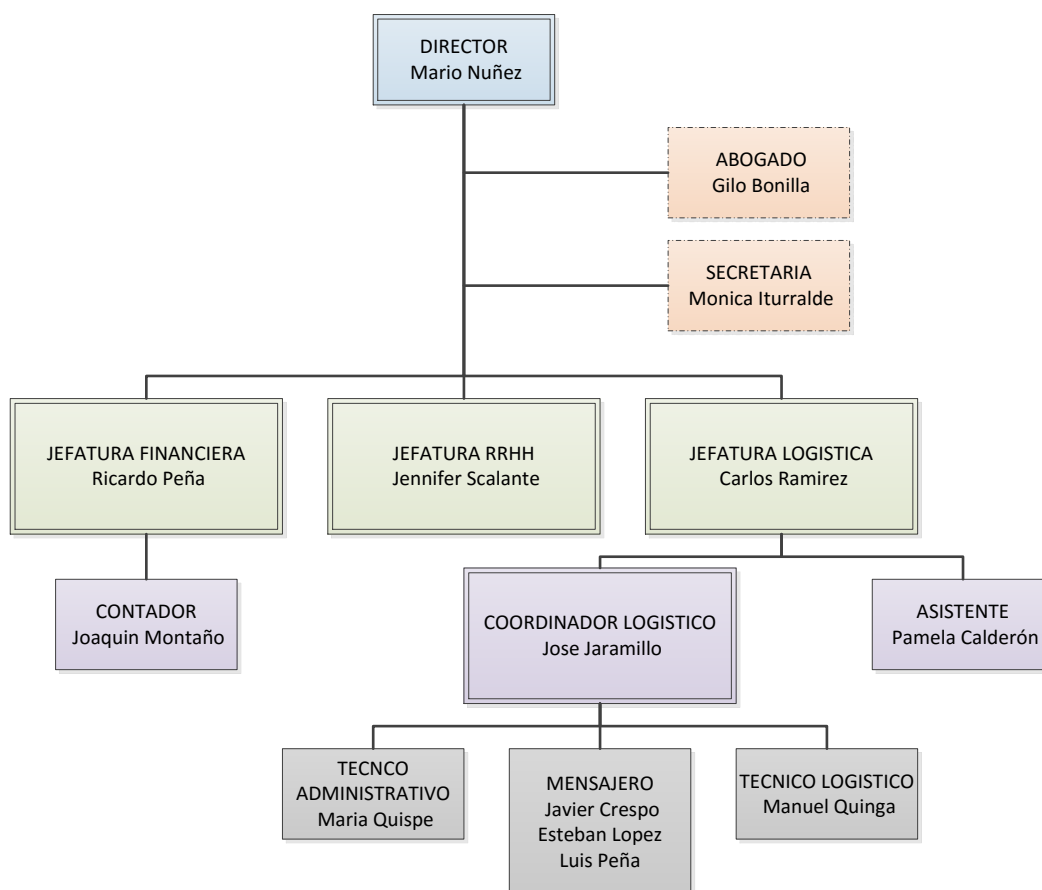 DIRECTOR
Mario Nuñez
ABOGADO
Gilo Bonilla
SECRETARIA
Monica Iturralde
JEFATURA FINANCIERA
Ricardo Peña
JEFATURA RRHH
Jennifer Scalante
JEFATURA LOGISTICA
Carlos Ramirez
CONTADOR
Joaquin Montaño
COORDINADOR LOGISTICO
Jose Jaramillo
ASISTENTE
Pamela Calderón
TECNCO
ADMINISTRATIVO
Maria Quispe
MENSAJERO
Javier Crespo
Esteban Lopez
Luis Peña
TECNICO LOGISTICO
Manuel Quinga